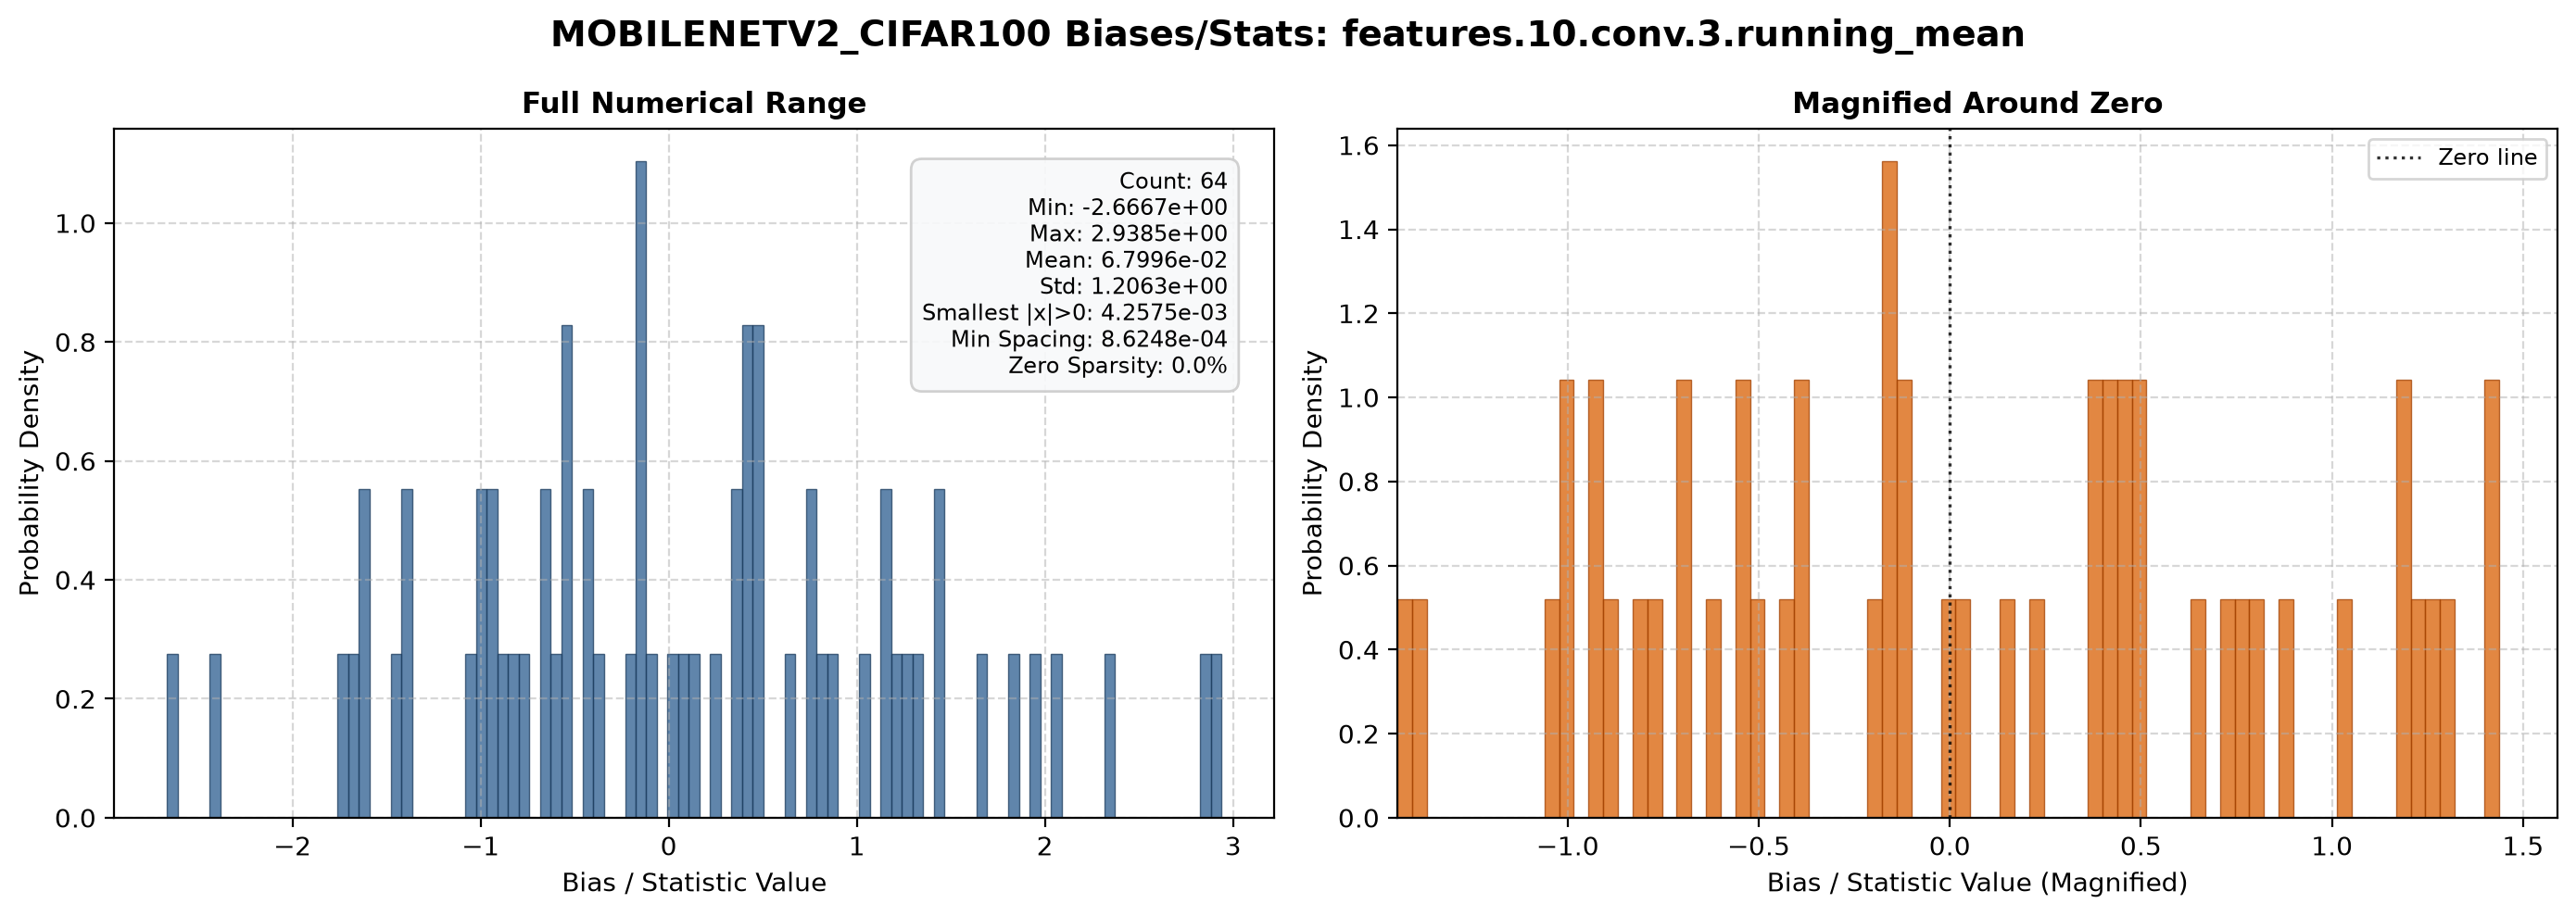 MOBILENETV2_CIFAR100 Biases/Stats: features.10.conv.3.running_mean
Full Numerical Range
Probability Density
0.0
0.2
0.4
0.6
0.8
1.0
−2
−1
0
1
2
3
Bias / Statistic Value
Count: 64
Min: -2.6667e+00
Max: 2.9385e+00
Mean: 6.7996e-02
Std: 1.2063e+00
Smallest |x|>0: 4.2575e-03
Min Spacing: 8.6248e-04
Zero Sparsity: 0.0%
Magnified Around Zero
Probability Density
0.0
0.2
0.4
0.6
0.8
1.0
1.2
1.4
1.6
−1.0
−0.5
0.0
0.5
1.0
1.5
Bias / Statistic Value (Magnified)
Zero line